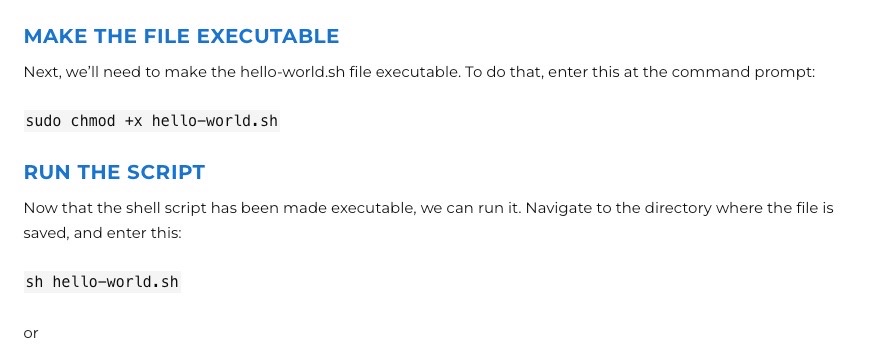 MAKE THE FILE EXECUTABLE
Next, we’ll need to make the hello-world.sh file executable. To do that, enter this at the command prompt:
sudo chmod +x hello-world.sh
RUN THE SCRIPT
Now that the shell script has been made executable, we can run it. Navigate to the directory where the file is
saved, and enter this:
sh hello-world.sh
or